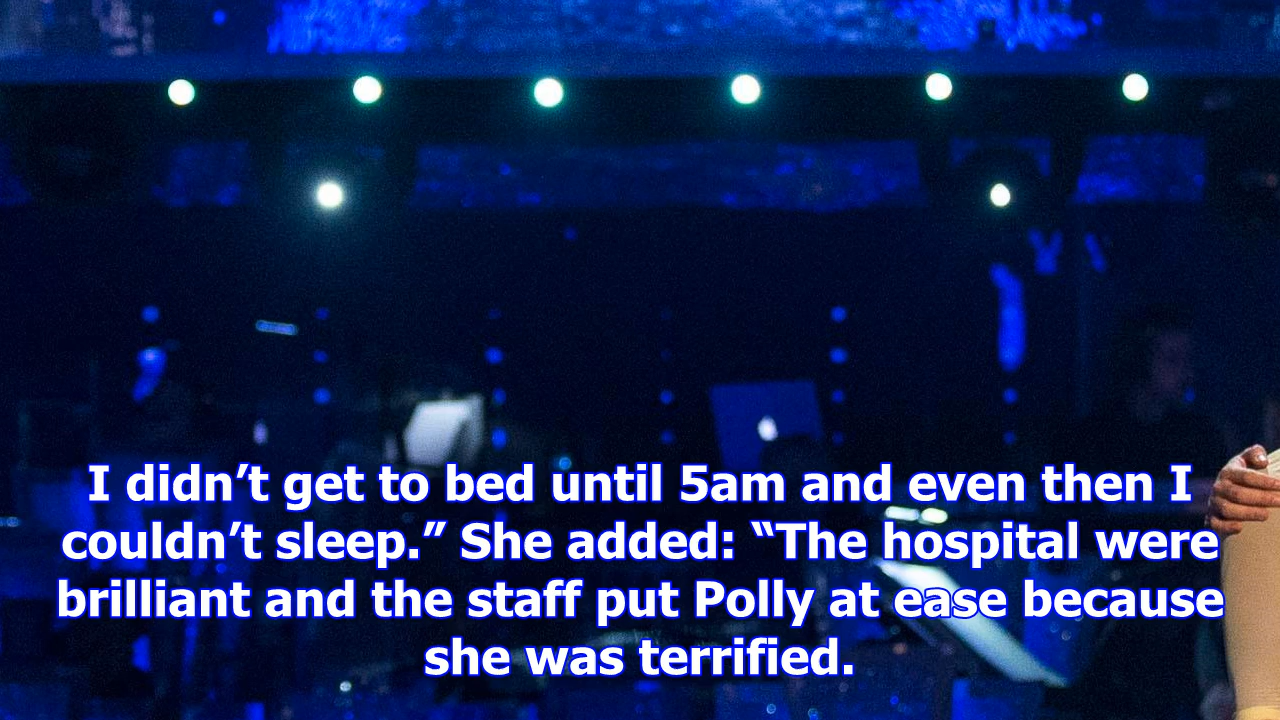 I didn’t get to bed until 5am and even then I
couldn’t sleep.” She added: “The hospital were
brilliant and the staff put Polly at ease because
she was terrified.